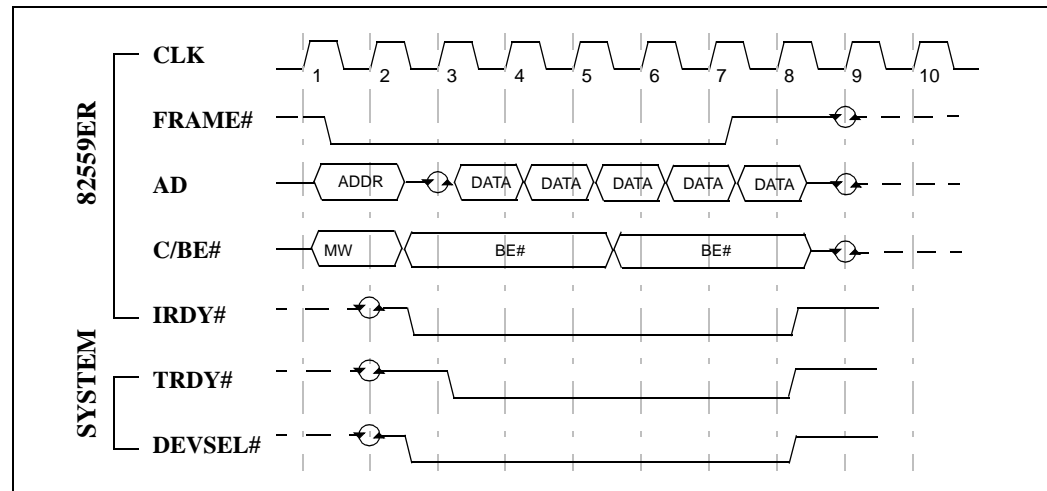 CLK
1 2 3 4 5 6 7 8 9 10
82559ER
FRAME#
AD
ADDR DATA DATA DATA DATA DATA
C/BE#
MW BE# BE#
IRDY#
SYSTEM
TRDY#
DEVSEL#